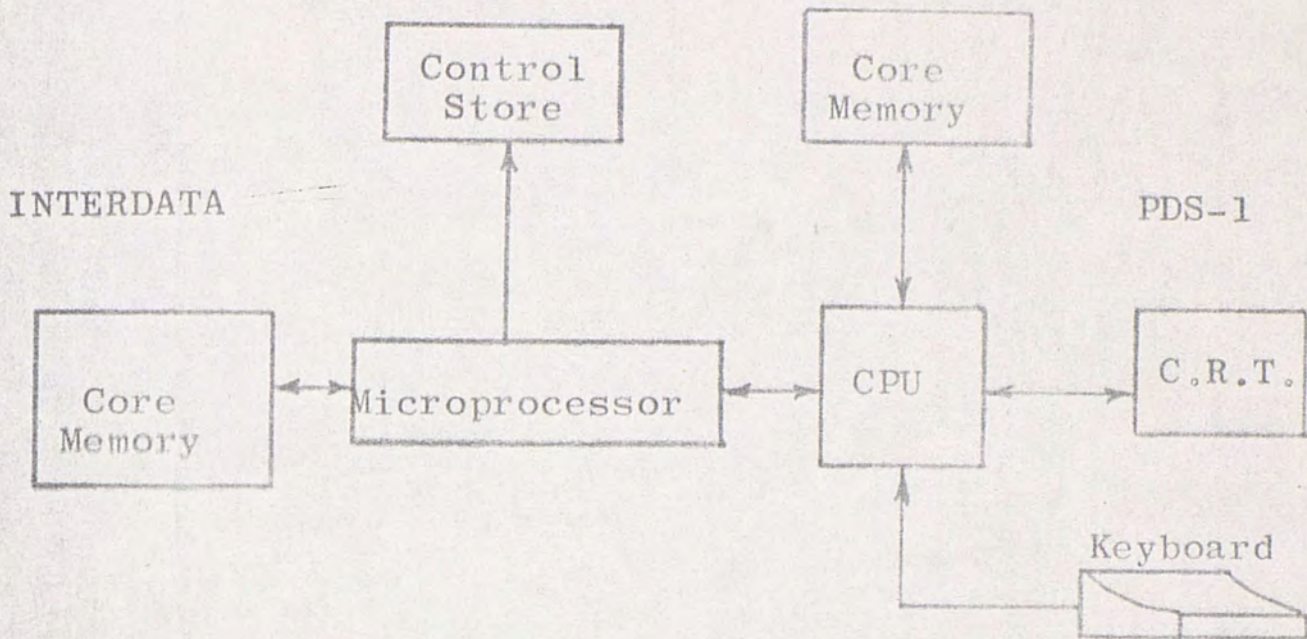 Control
Store
Core
Memory
INTERDATA
PDS-1
Core
Memory
Microprocessor
CPU
C.R.T.
Keyboard